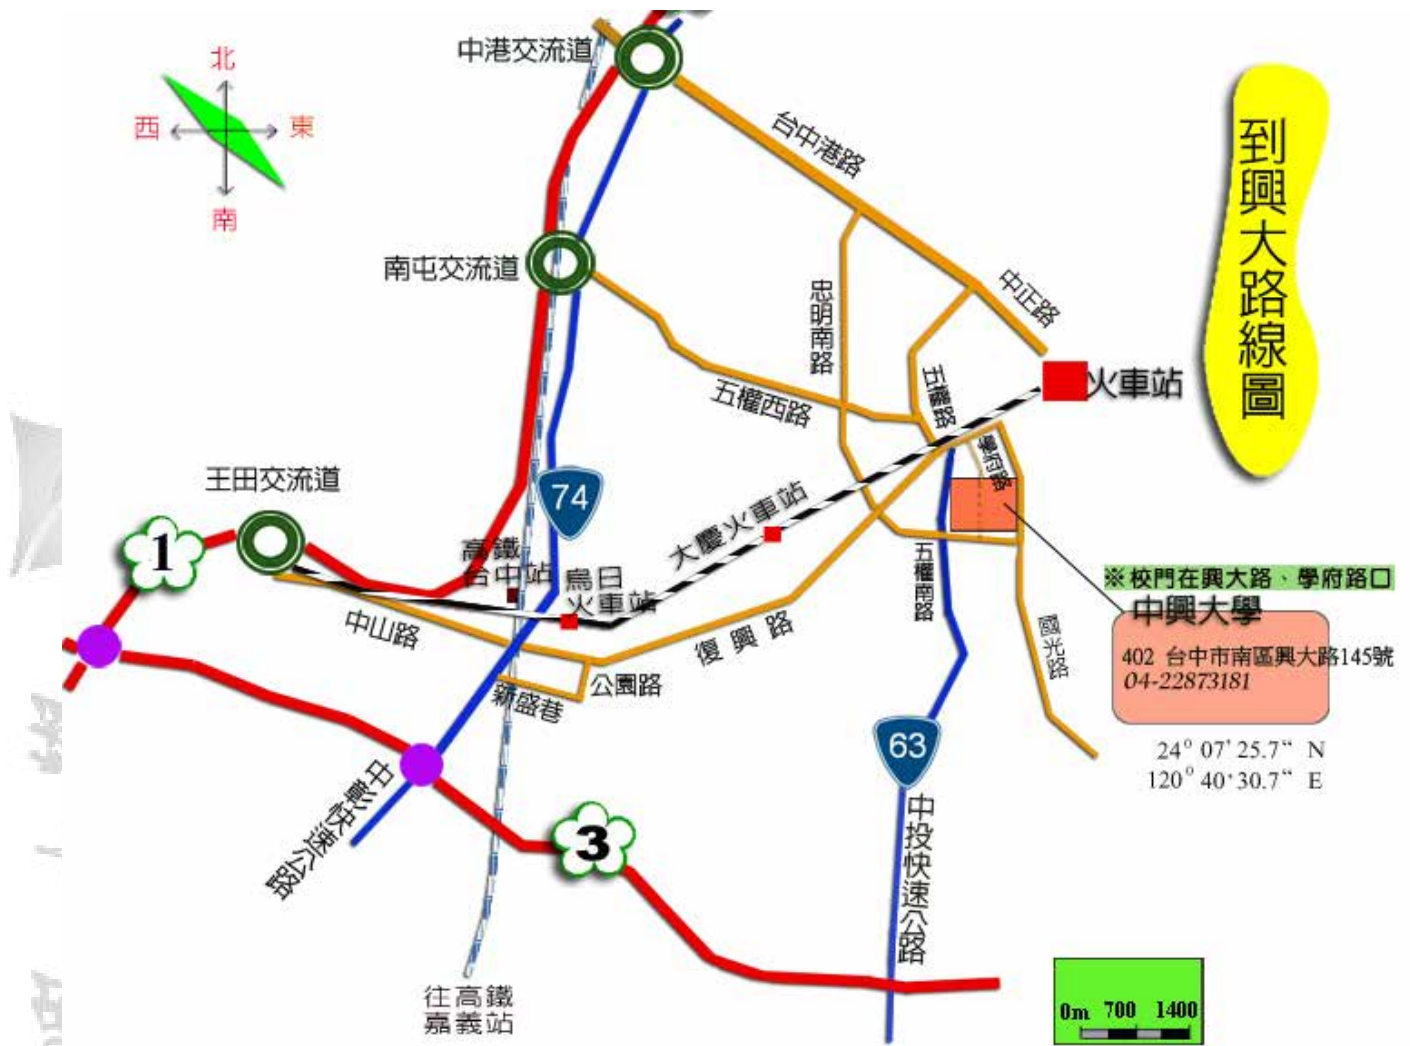 中港交流道
北
西
東
南
台中港路
到興大路線圖
南屯交流道
忠明南路
中正路
五權路
火車站
五權西路
學府路
王田交流道
74
1
大慶火車站
高鐵
台中站
烏日
火車站
五權南路
※校門在興大路、學府路口
中興大學
402 台中市南區興大路145號
04-22873181
中山路
復興路
國光路
公園路
新盛巷
24° 07' 25.7“ N
120° 40' 30.7“ E
63
中彰快速公路
3
中投快速公路
往高鐵
嘉義站
0m 700 1400